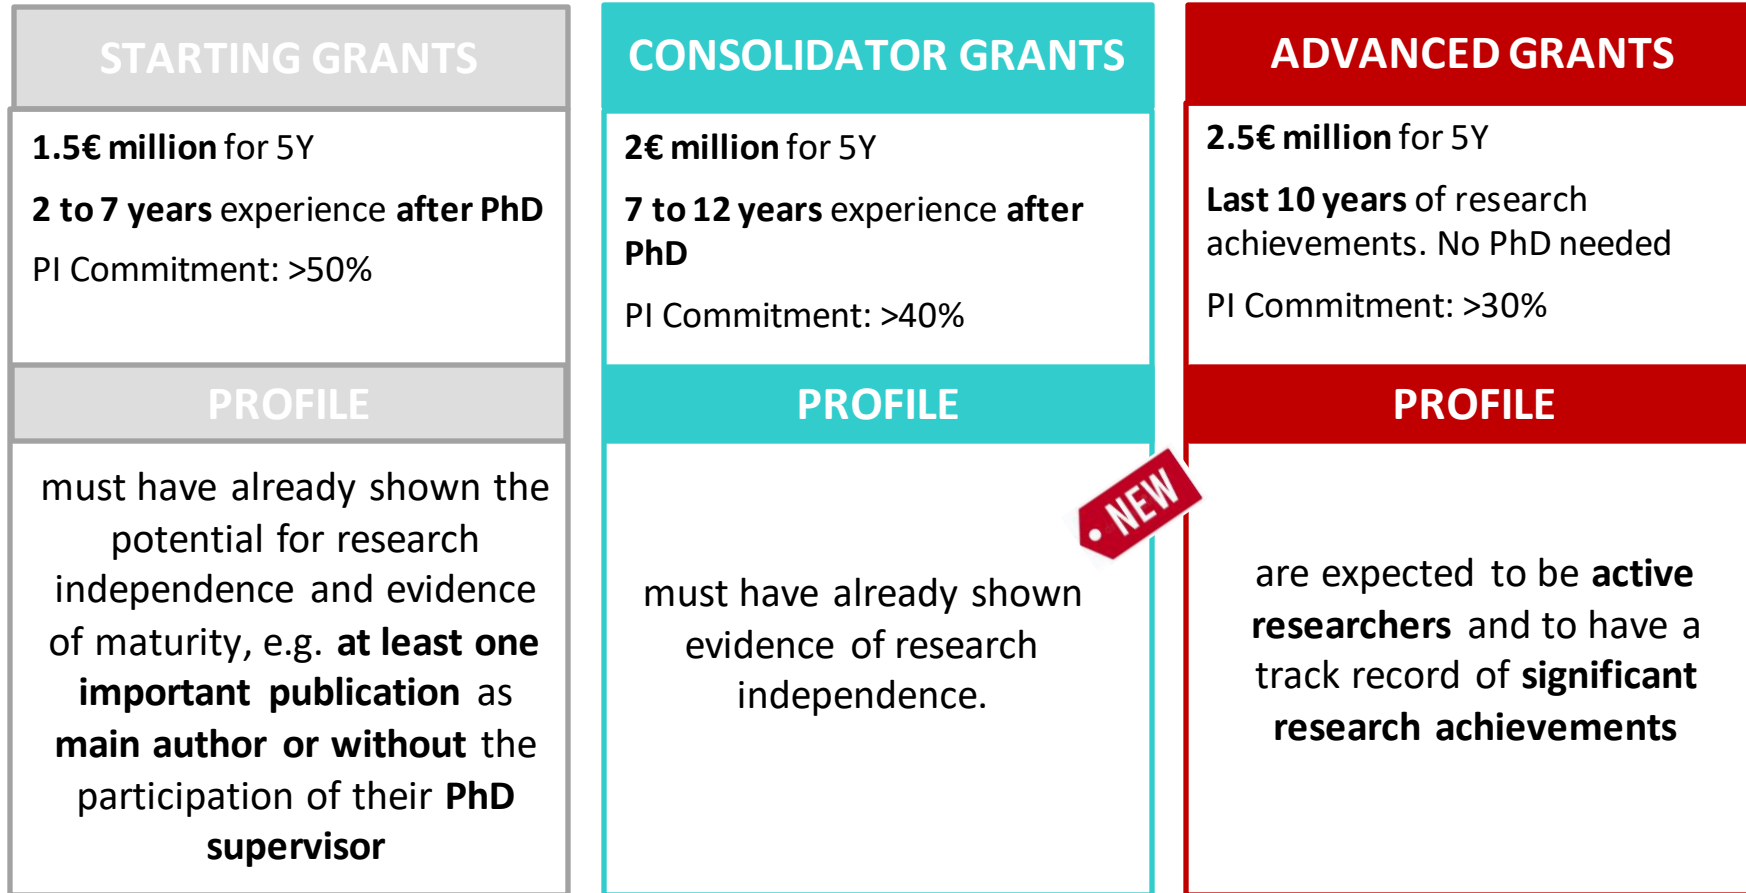 STARTING GRANTS
1.5€ million for 5Y
2 to 7 years experience after PhD
PI Commitment: >50%
PROFILE
must have already shown the
potential for research
independence and evidence
of maturity, e.g. at least one
important publication as
main author or without the
participation of their PhD
supervisor
CONSOLIDATOR GRANTS
2€ million for 5Y
7 to 12 years experience after
PhD
PI Commitment: >40%
PROFILE
NEW
must have already shown
evidence of research
independence.
ADVANCED GRANTS
2.5€ million for 5Y
Last 10 years of research
achievements. No PhD needed
PI Commitment: >30%
PROFILE
are expected to be active
researchers and to have a
track record of significant
research achievements